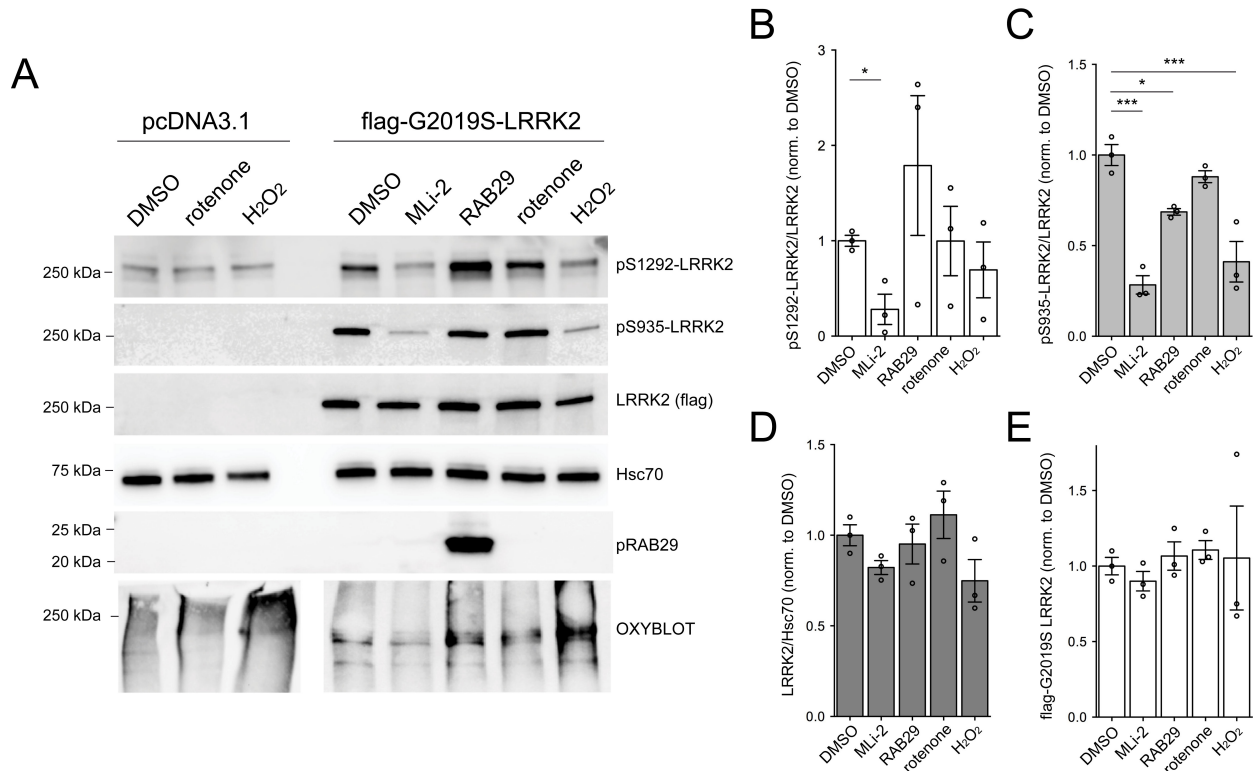 A
pcDNA3.1
flag-G2019S-LRRK2
DMSO
rotenone
H2O2
DMSO
MLi-2
RAB29
rotenone
H2O2
250 kDa
pS1292-LRRK2
250 kDa
pS935-LRRK2
250 kDa
LRRK2 (flag)
75 kDa
Hsc70
25 kDa
20 kDa
pRAB29
250 kDa
OXYBLOT
B
pS1292-LRRK2/LRRK2 (norm. to DMSO)
3
2
1
0
*
DMSO
MLi-2
RAB29
rotenone
H2O2
C
pS935-LRRK2/LRRK2 (norm. to DMSO)
1.5
1.0
0.5
0.0
***
*
***
DMSO
MLi-2
RAB29
rotenone
H2O2
D
LRRK2/Hsc70 (norm. to DMSO)
1.5
1.0
0.5
0.0
DMSO
MLi-2
RAB29
rotenone
H2O2
E
flag-G2019S LRRK2 (norm. to DMSO)
1.5
1.0
0.5
0.0
DMSO
MLi-2
RAB29
rotenone
H2O2